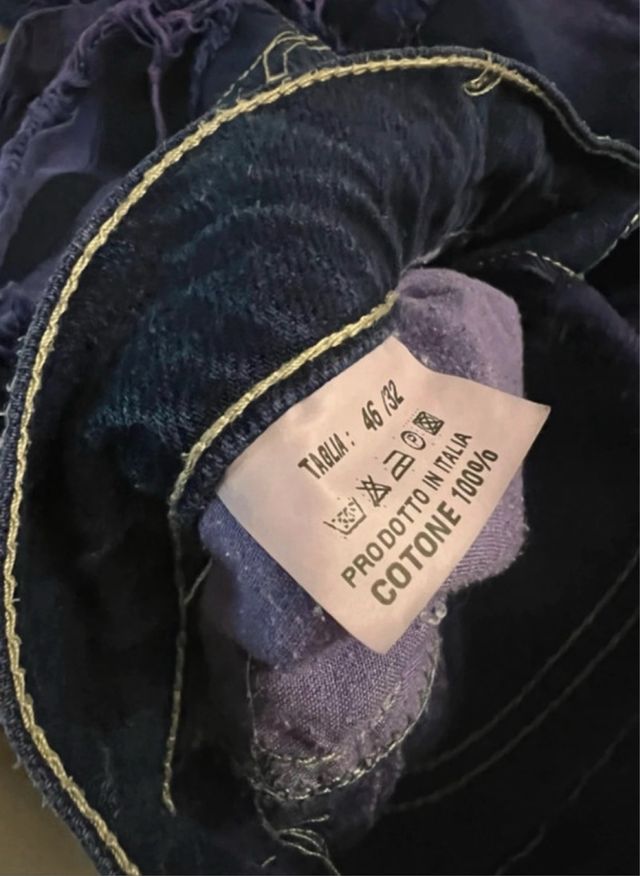 TAGLIA: 46/32
PRODOTTO IN ITALIA
COTONE 100%